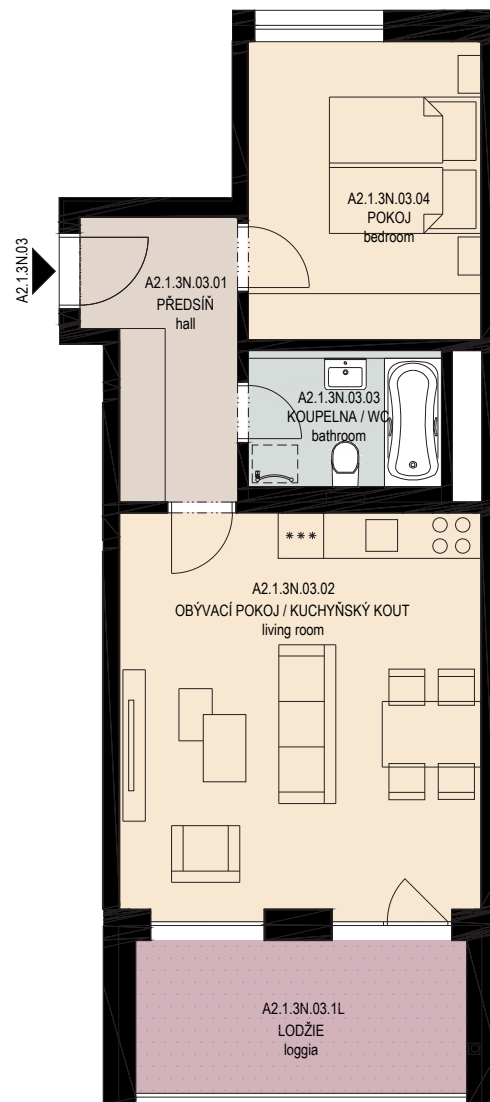 A2.1.3N.03.04
POKOJ
bedroom
A2.1.3N.03
A2.1.3N.03.01
PŘEDSÍŇ
hall
A2.1.3N.03.03
KOUPELNA / WC
bathroom
A2.1.3N.03.02
OBÝVACÍ POKOJ / KUCHYŇSKÝ KOUT
living room
A2.1.3N.03.1L
LODŽIE
loggia